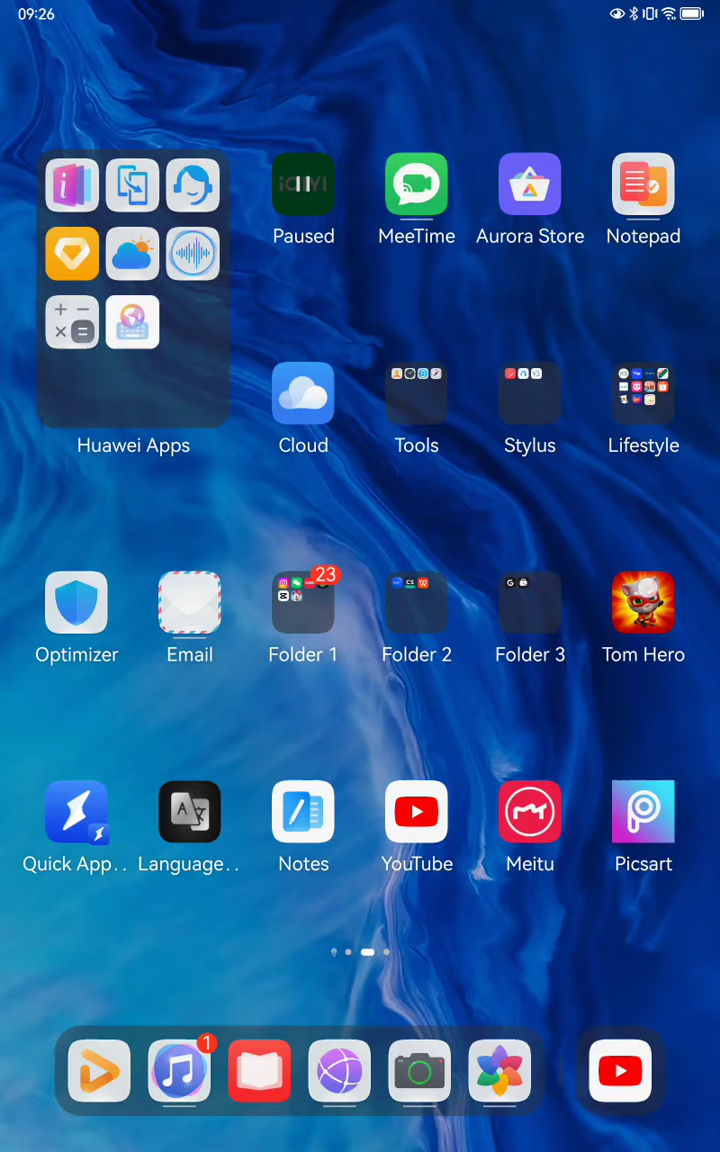 09:26
Paused
MeeTime
Aurora Store
Notepad
Huawei Apps
Cloud
Tools
Stylus
Lifestyle
23
Optimizer
Email
Folder 1
Folder 2
Folder 3
Tom Hero
Quick App..
Language..
Notes
YouTube
Meitu
Picsart
1